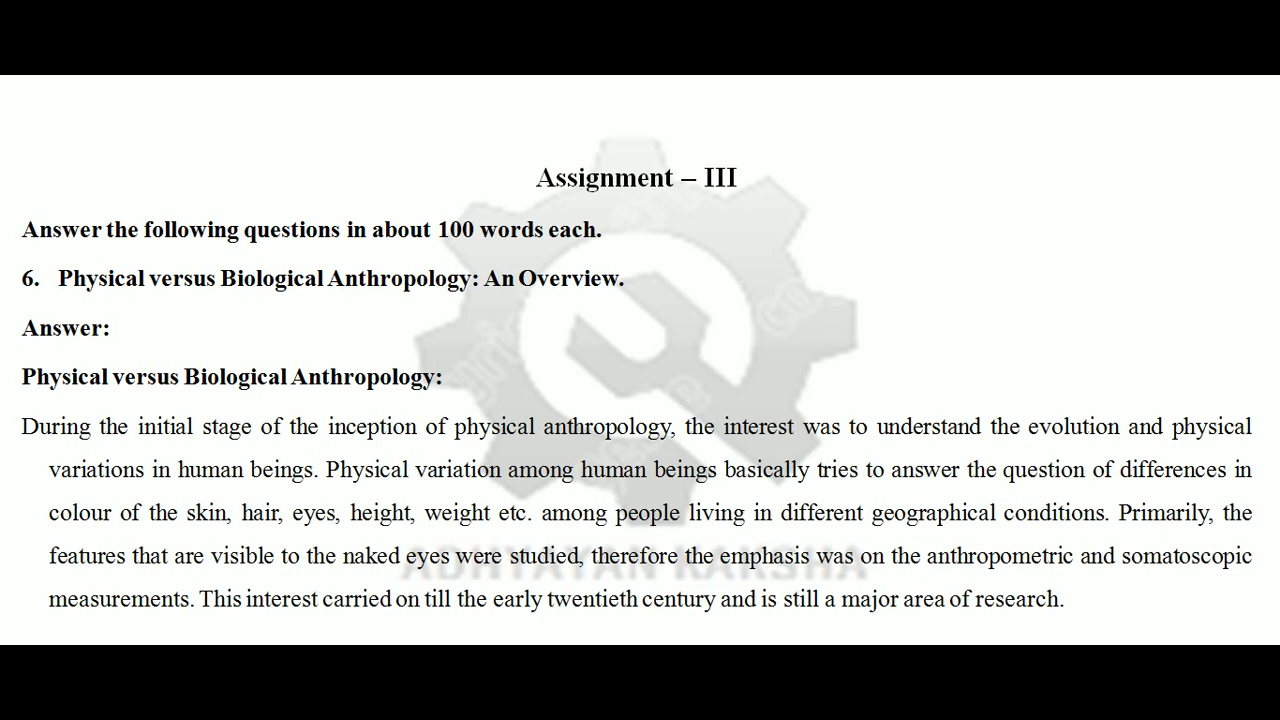 Assignment – III
Answer the following questions in about 100 words each.
6. Physical versus Biological Anthropology: An Overview.
Answer:
Physical versus Biological Anthropology:
During the initial stage of the inception of physical anthropology, the interest was to understand the evolution and physical
variations in human beings. Physical variation among human beings basically tries to answer the question of differences in
colour of the skin, hair, eyes, height, weight etc. among people living in different geographical conditions. Primarily, the
features that are visible to the naked eyes were studied, therefore the emphasis was on the anthropometric and somatoscopic
ADHYAYAN KAKSHA
measurements. This interest carried on till the early twentieth century and is still a major area of research.